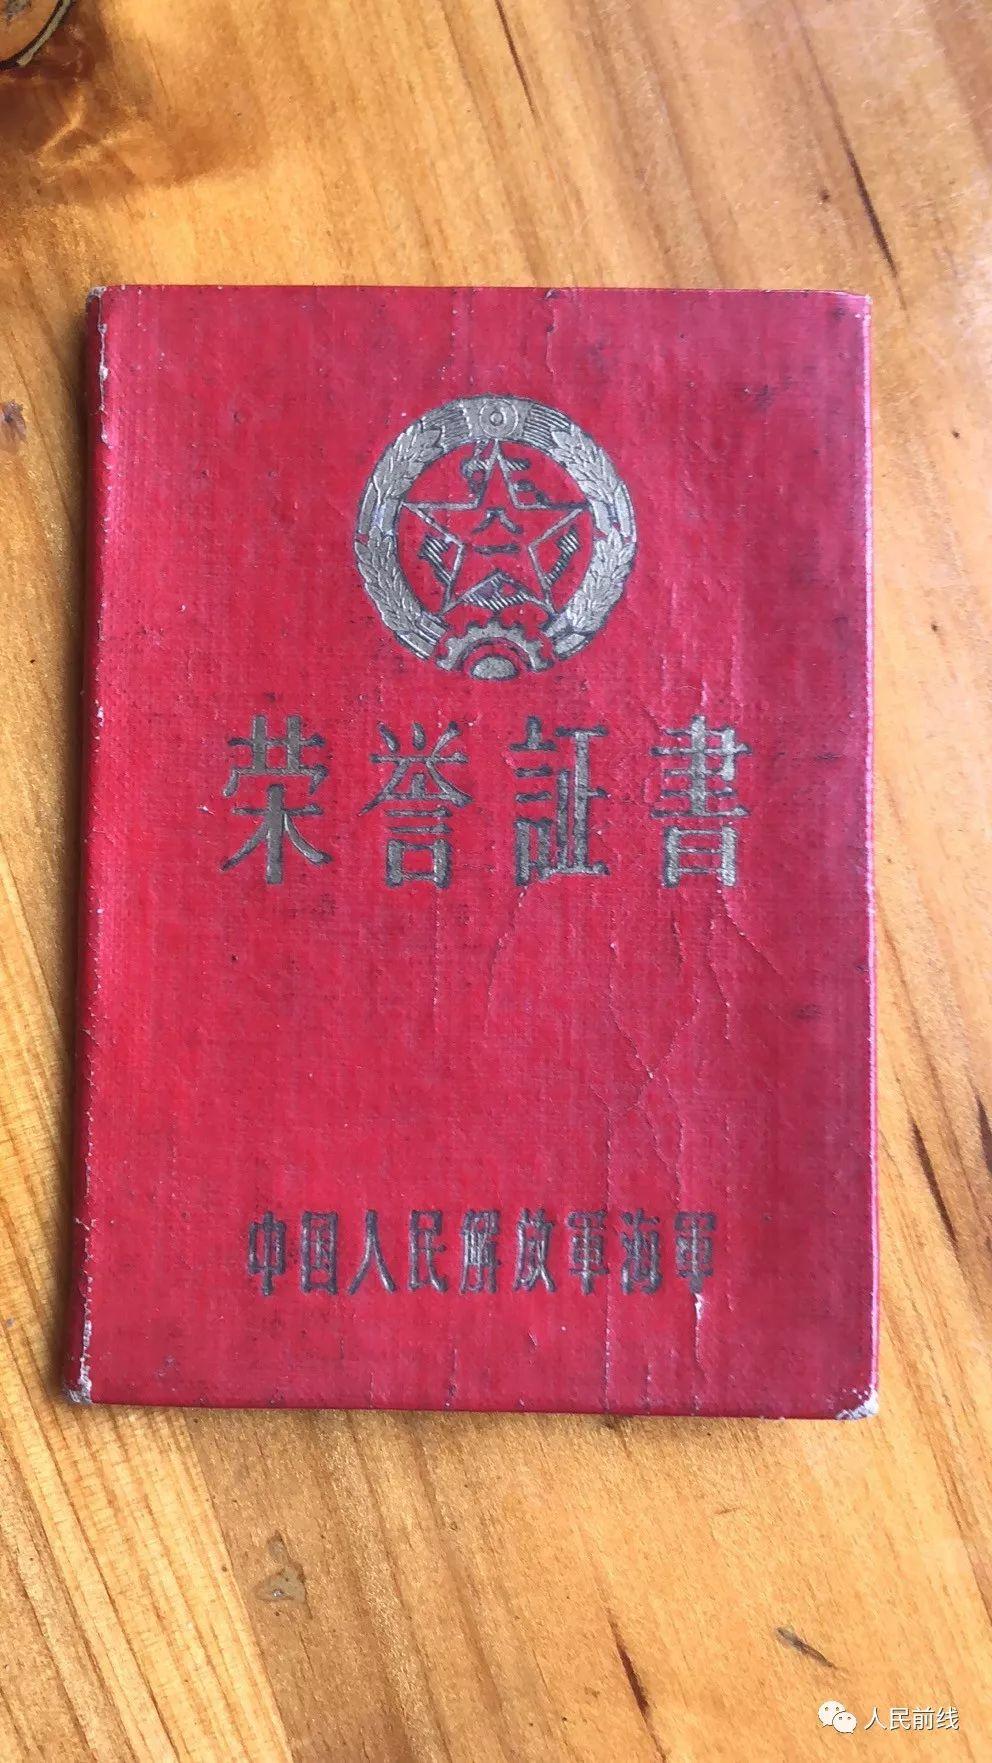 八一
荣誉証書
中国人民解放軍海軍
人民前线